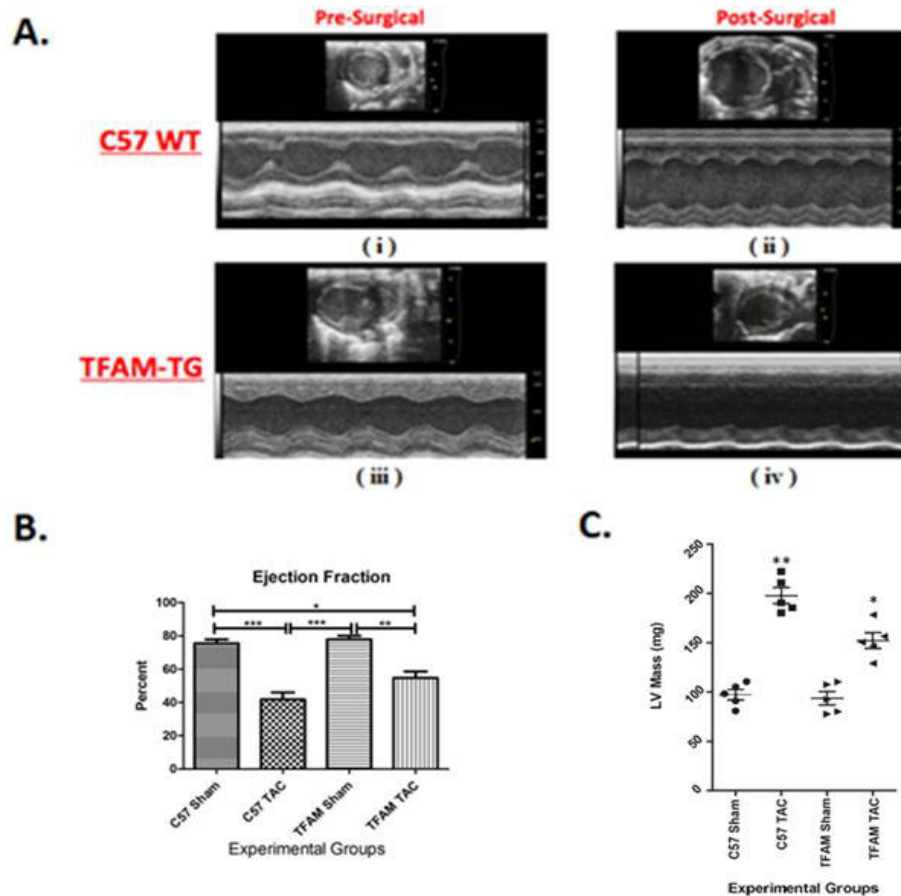 A.
Pre-Surgical
Post-Surgical
C57 WT
( i )
( ii )
TFAM-TG
( iii )
( iv )
B.
Ejection Fraction
Percent
100
80
60
40
20
0
*
*** *** **
C57 Sham
C57 TAC
TFAM Sham
TFAM TAC
Experimental Groups
C.
LV Mass (mg)
250
200
150
100
50
0
**
*
C57 Sham
C57 TAC
TFAM Sham
TFAM TAC
Experimental Groups